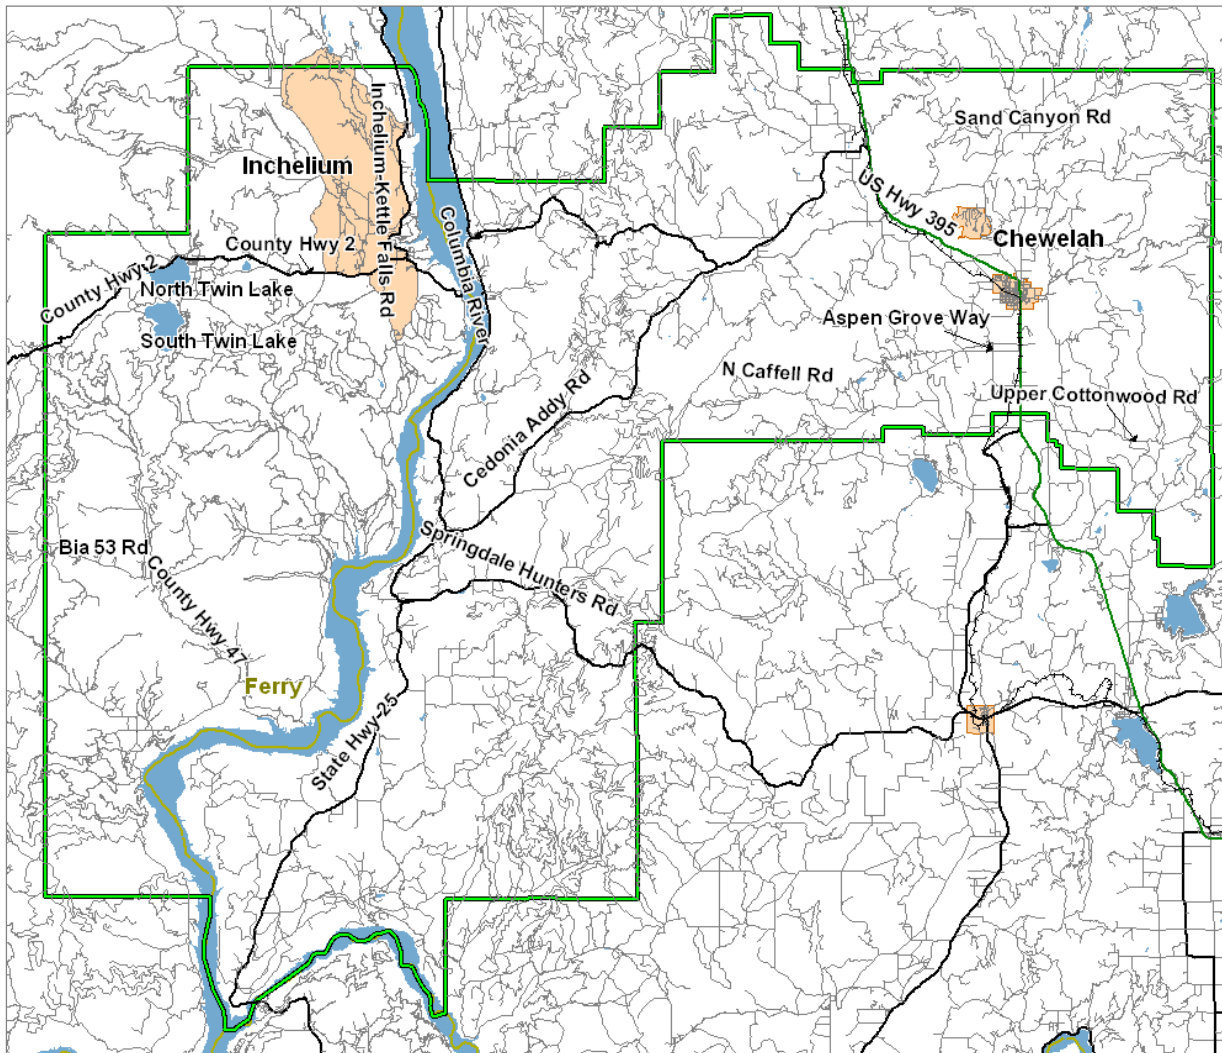 Sand Canyon Rd
Inchelium
Inchelium-Kettle Falls Rd
US Hwy 395
Columbia River
Chewelah
County Hwy 2
County Hwy 2
North Twin Lake
South Twin Lake
Aspen Grove Way
N Caffell Rd
Upper Cottonwood Rd
Cedonia Addy Rd
Springdale Hunters Rd
Bia 53 Rd
County Hwy 47
Ferry
State Hwy 25